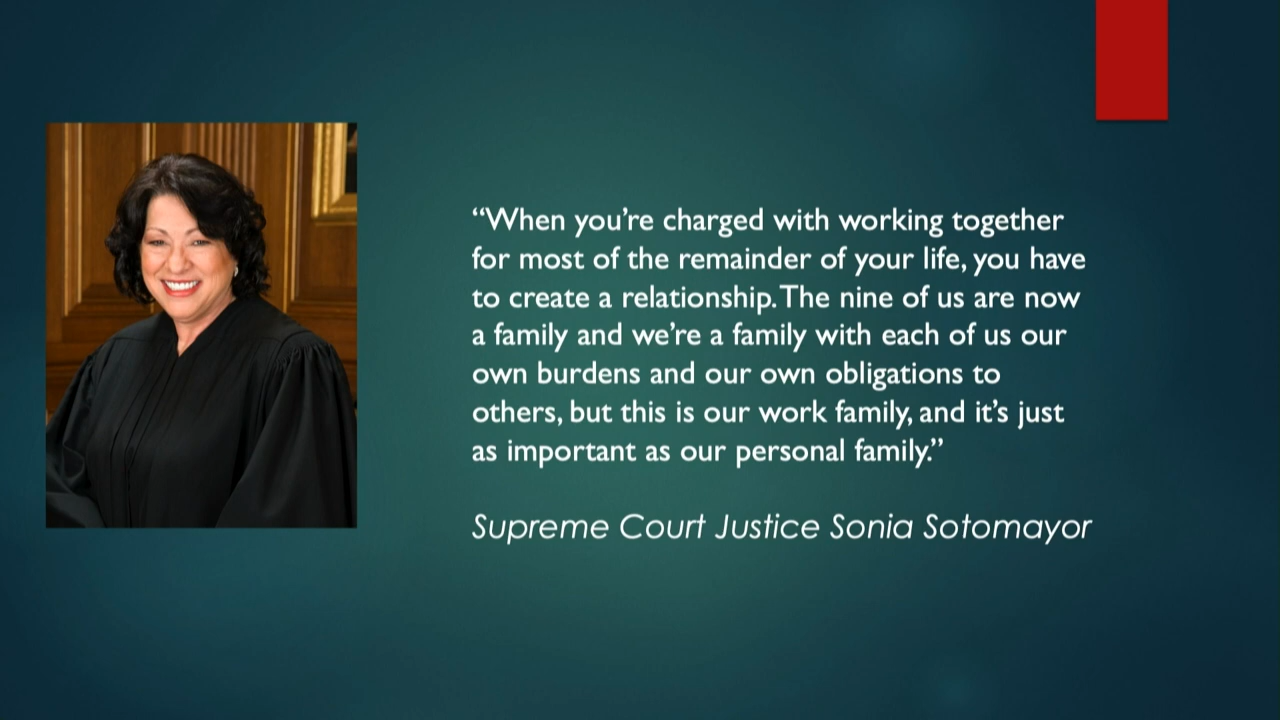 “When you’re charged with working together
for most of the remainder of your life, you have
to create a relationship. The nine of us are now
a family and we’re a family with each of us our
own burdens and our own obligations to
others, but this is our work family, and it’s just
as important as our personal family.”
Supreme Court Justice Sonia Sotomayor